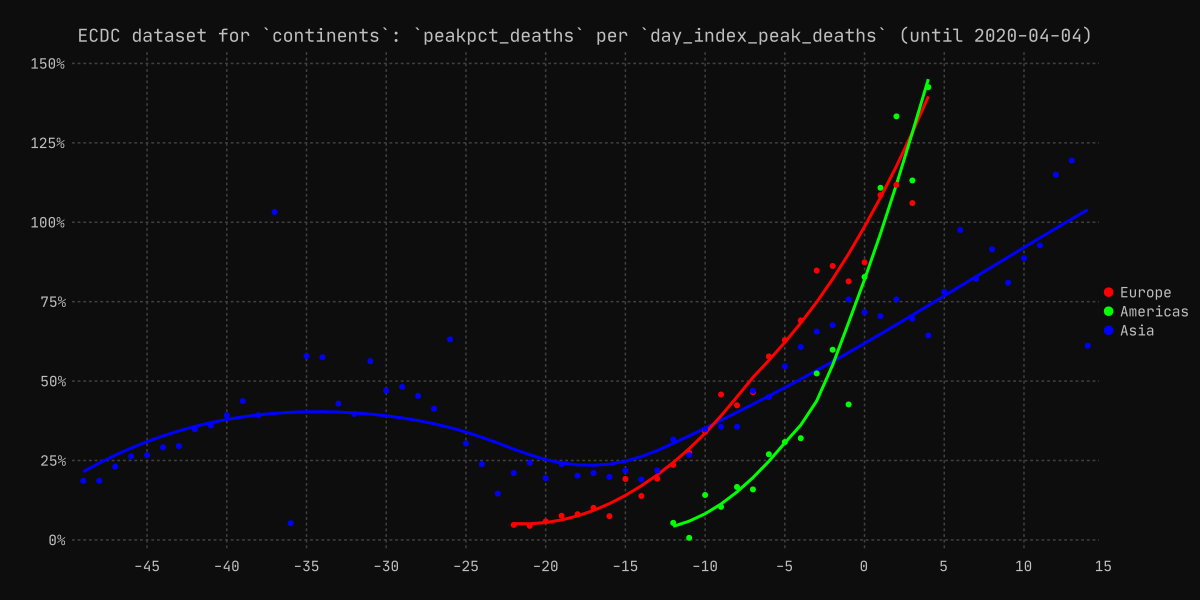 ECDC dataset for `continents`: `peakpct_deaths` per `day_index_peak_deaths` (until 2020-04-04)
150%
125%
100%
75%
50%
25%
0%
-45 -40 -35 -30 -25 -20 -15 -10 -5 0 5 10 15
Europe
Americas
Asia